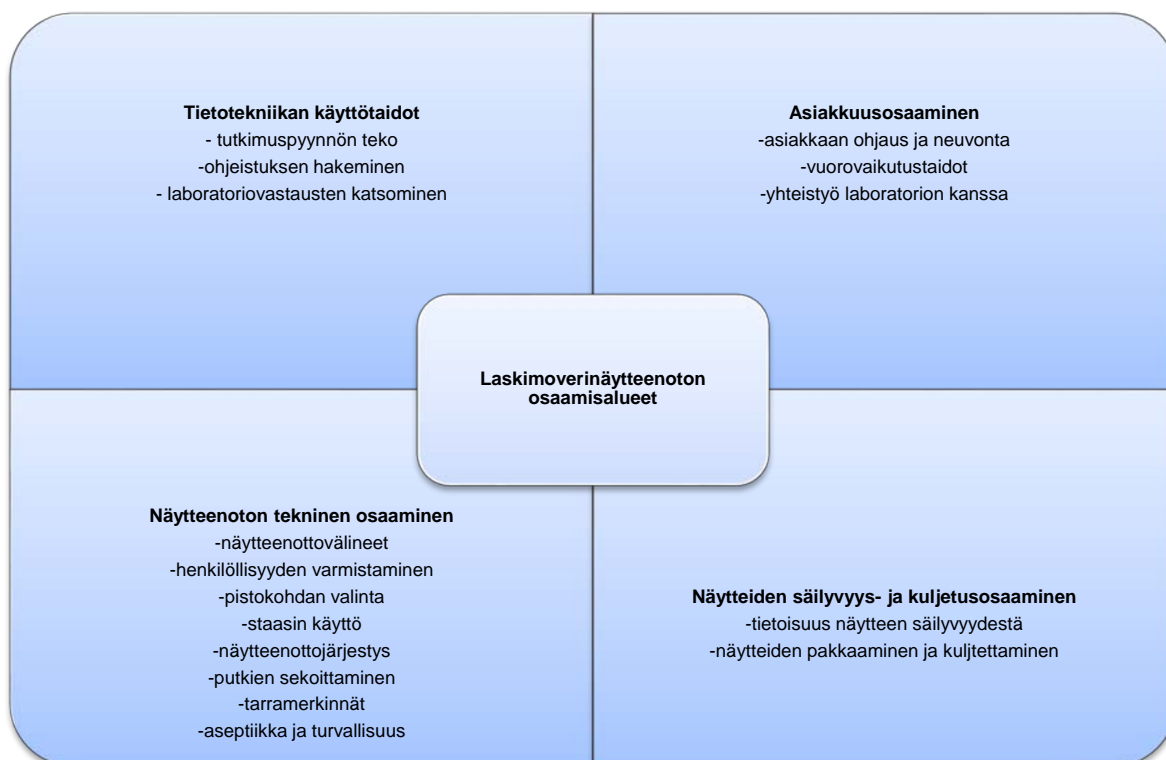 Tietotekniikan käyttötaidot
- tutkimuspyynnön teko
-ohjeistuksen hakeminen
- laboratoriovastausten katsominen
Asiakkuusosaaminen
-asiakkaan ohjaus ja neuvonta
-vuorovaikutustaidot
-yhteistyö laboratorion kanssa
Laskimoverinäytteenoton
osaamisalueet
Näytteenoton tekninen osaaminen
-näytteenottovälineet
-henkilöllisyyden varmistaminen
-pistokohdan valinta
-staasin käyttö
-näytteenottojärjestys
-putkien sekoittaminen
-tarramerkinnät
-aseptiikka ja turvallisuus
Näytteiden säilyvyys- ja kuljetusosaaminen
-tietoisuus näytteen säilyvyydestä
-näytteiden pakkaaminen ja kuljtettaminen